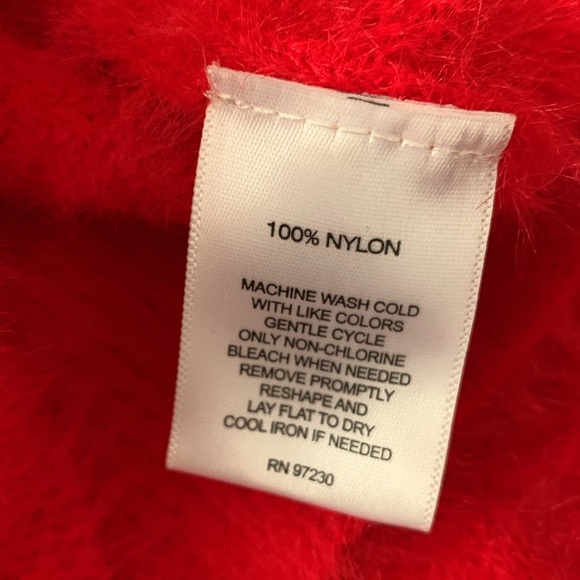 100% NYLON
MACHINE WASH COLD
WITH LIKE COLORS
GENTLE CYCLE
ONLY NON-CHLORINE
BLEACH WHEN NEEDED
REMOVE PROMPTLY
RESHAPE AND
LAY FLAT TO DRY
COOL IRON IF NEEDED
RN 97230